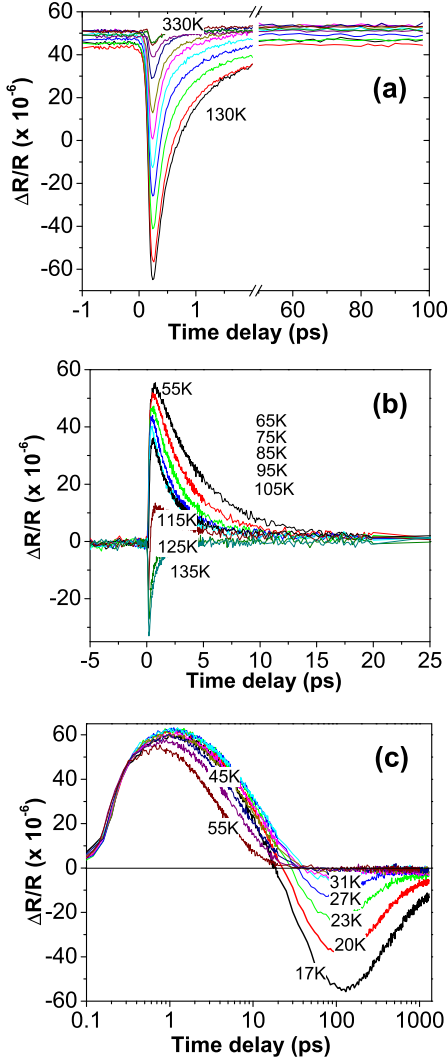 60
40
20
0
-20
-40
-60
ΔR/R (x 10⁻⁶)
330K
130K
(a)
-1 0 1 60 80 100
Time delay (ps)
60
40
20
0
-20
ΔR/R (x 10⁻⁶)
55K
(b)
65K
75K
85K
95K
105K
115K
125K
135K
-5 0 5 10 15 20 25
Time delay (ps)
60
40
20
0
-20
-40
-60
ΔR/R (x 10⁻⁶)
(c)
45K
55K
31K
27K
23K
20K
17K
0.1 1 10 100 1000
Time delay (ps)